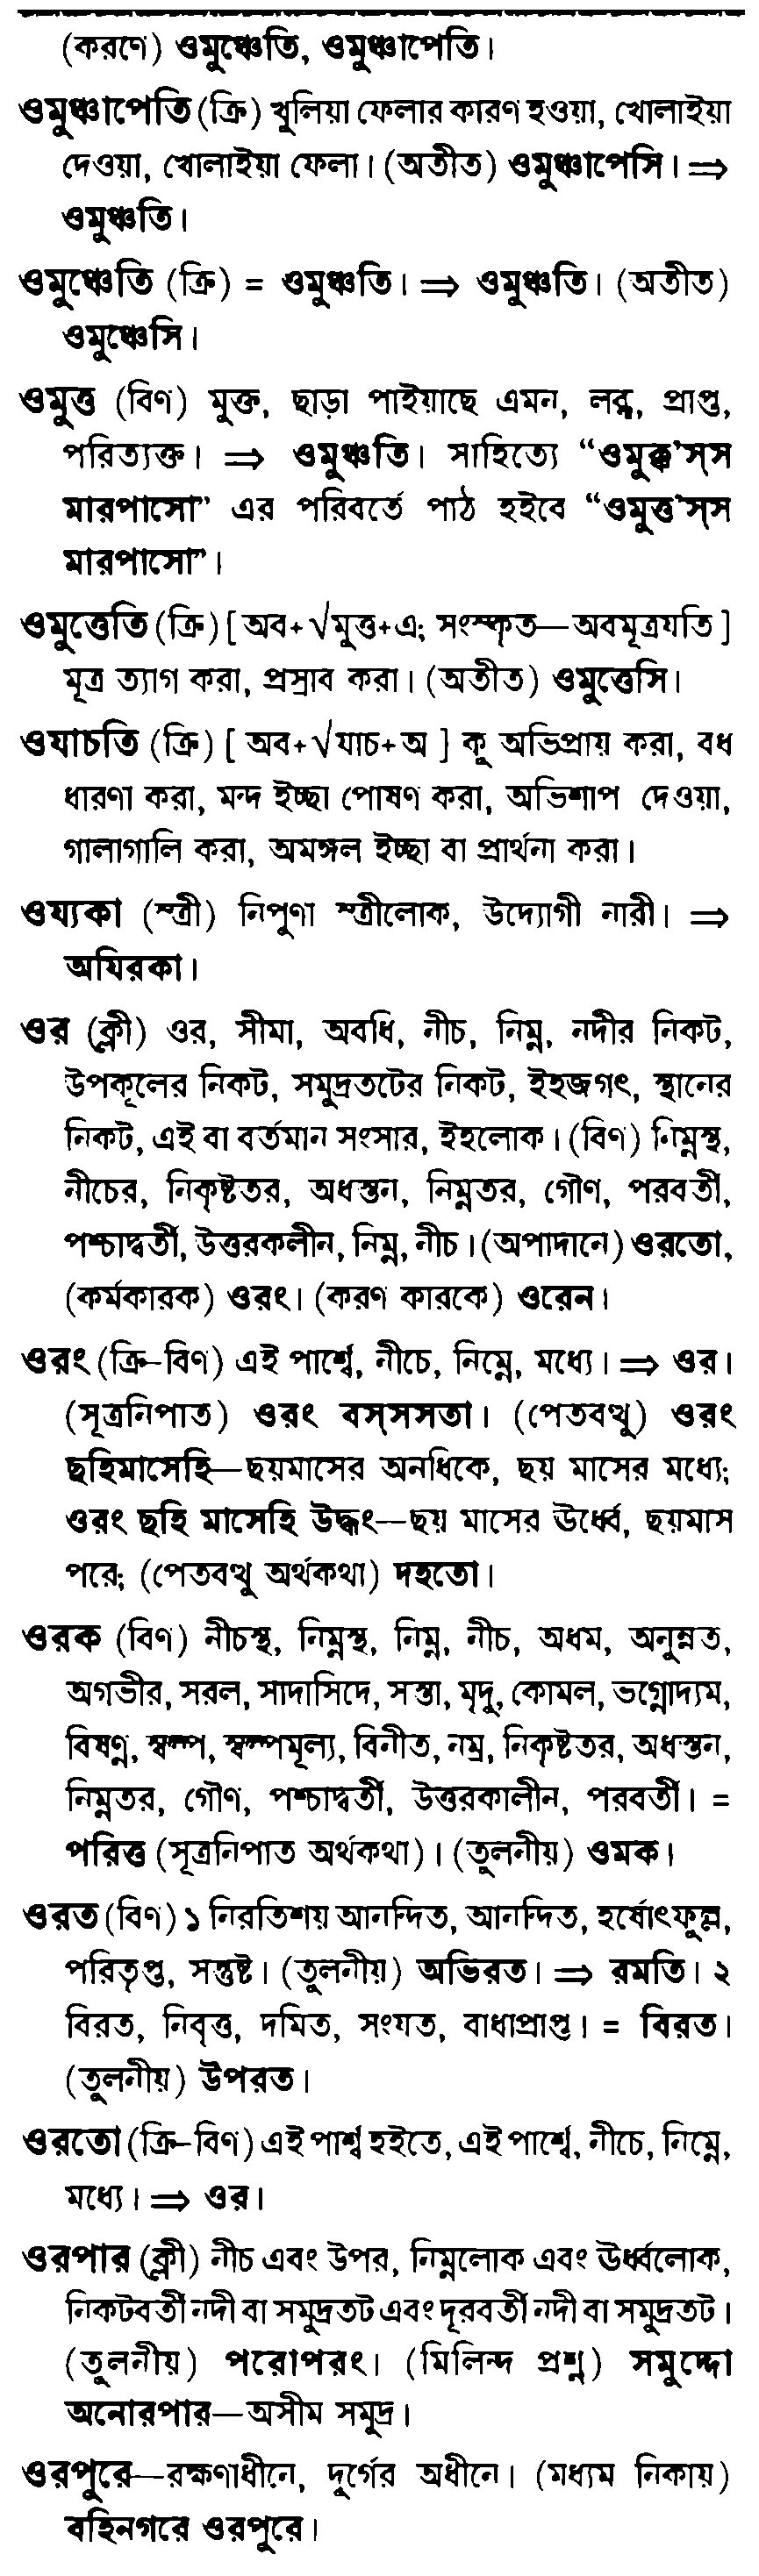 (করণে) ওমুঞ্চেতি, ওমুঞ্চাপেতি।
ওমুঞ্চাপেতি (ক্রি) খুলিয়া ফেলার কারণ হওয়া, খোলাইয়া
দেওয়া, খোলাইয়া ফেলা। (অতীত) ওমুঞ্চাপেসি। ⇒
ওমুঞ্চতি।
ওমুঞ্চেতি (ক্রি) = ওমুঞ্চতি। ⇒ ওমুঞ্চতি। (অতীত)
ওমুঞ্চেসি।
ওমুত্ত (বিণ) মুক্ত, ছাড়া পাইয়াছে এমন, লব্ধ, প্রাপ্ত,
পরিত্যক্ত। ⇒ ওমুঞ্চতি। সাহিত্যে “ওমুক্ক'স্স
মারপাসো” এর পরিবর্তে পাঠ হইবে “ওমুত্ত'স্স
মারপাসো”।
ওমুত্তেতি (ক্রি) [ অব+√মুত্ত+এ; সংস্কৃত—অবমূত্রযতি ]
মূত্র ত্যাগ করা, প্রস্রাব করা। (অতীত) ওমুত্তেসি।
ওযাচতি (ক্রি) [ অব+√যাচ+অ ] কু অভিপ্রায় করা, বধ
ধারণা করা, মন্দ ইচ্ছা পোষণ করা, অভিশাপ দেওয়া,
গালাগালি করা, অমঙ্গল ইচ্ছা বা প্রার্থনা করা।
ওয্যকা (স্ত্রী) নিপুণা স্ত্রীলোক, উদ্যোগী নারী। ⇒
অযিরকা।
ওর (ক্লী) ওর, সীমা, অবধি, নীচ, নিম্ন, নদীর নিকট,
উপকূলের নিকট, সমুদ্রতটের নিকট, ইহজগৎ, স্থানের
নিকট, এই বা বর্তমান সংসার, ইহলোক। (বিণ) নিম্নস্থ,
নীচের, নিকৃষ্টতর, অধস্তন, নিম্নতর, গৌণ, পরবর্তী,
পশ্চাদ্বর্তী, উত্তরকলীন, নিম্ন, নীচ। (অপাদানে) ওরতো,
(কর্মকারক) ওরং। (করণ কারকে) ওরেন।
ওরং (ক্রি-বিণ) এই পার্শ্বে, নীচে, নিম্নে, মধ্যে। ⇒ ওর।
(সূত্রনিপাত) ওরং বস্সসতা। (পেতবত্থু) ওরং
ছহিমাসেহি—ছয়মাসের অনধিকে, ছয় মাসের মধ্যে;
ওরং ছহি মাসেহি উদ্ধং—ছয় মাসের ঊর্ধ্বে, ছয়মাস
পরে; (পেতবত্থু অর্থকথা) দহতো।
ওরক (বিণ) নীচস্থ, নিম্নস্থ, নিম্ন, নীচ, অধম, অনুন্নত,
অগভীর, সরল, সাদাসিদে, সস্তা, মৃদু, কোমল, ভগ্নোদ্যম,
বিষণ্ণ, স্বল্প, স্বল্পমূল্য, বিনীত, নম্র, নিকৃষ্টতর, অধস্তন,
নিম্নতর, গৌণ, পশ্চাদ্বর্তী, উত্তরকালীন, পরবর্তী। =
পরিত্ত (সূত্রনিপাত অর্থকথা)। (তুলনীয়) ওমক।
ওরত (বিণ) ১ নিরতিশয় আনন্দিত, আনন্দিত, হর্ষোৎফুল্ল,
পরিতৃপ্ত, সন্তুষ্ট। (তুলনীয়) অভিরত। ⇒ রমতি। ২
বিরত, নিবৃত্ত, দমিত, সংযত, বাধাপ্রাপ্ত। = বিরত।
(তুলনীয়) উপরত।
ওরতো (ক্রি-বিণ) এই পার্শ্ব হইতে, এই পার্শ্বে, নীচে, নিম্নে,
মধ্যে। ⇒ ওর।
ওরপার (ক্লী) নীচ এবং উপর, নিম্নলোক এবং ঊর্ধ্বলোক,
নিকটবর্তী নদী বা সমুদ্রতট এবং দূরবর্তী নদী বা সমুদ্রতট।
(তুলনীয়) পরোপরং। (মিলিন্দ প্রশ্ন) সমুদ্দো
অনোরপার—অসীম সমুদ্র।
ওরপুরে—রক্ষণাধীনে, দুর্গের অধীনে। (মধ্যম নিকায়)
বহিনগরে ওরপুরে।